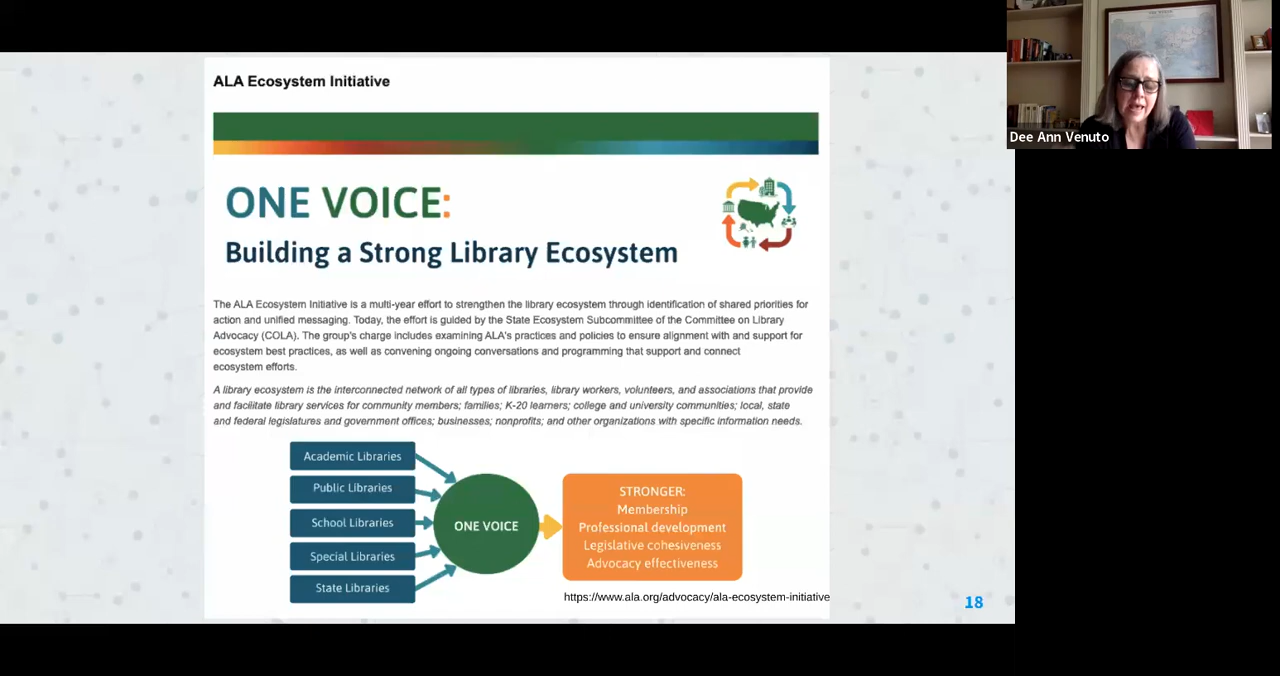 ALA Ecosystem Initiative
ONE VOICE:
Building a Strong Library Ecosystem
The ALA Ecosystem Initiative is a multi-year effort to strengthen the library ecosystem through identification of shared priorities for
action and unified messaging. Today, the effort is guided by the State Ecosystem Subcommittee of the Committee on Library
Advocacy (COLA). The group's charge includes examining ALA's practices and policies to ensure alignment with and support for
ecosystem best practices, as well as convening ongoing conversations and programming that support and connect
ecosystem efforts.
A library ecosystem is the interconnected network of all types of libraries, library workers, volunteers, and associations that provide
and facilitate library services for community members; families; K-20 learners; college and university communities; local, state
and federal legislatures and government offices; businesses; nonprofits; and other organizations with specific information needs.
Academic Libraries
Public Libraries
School Libraries
Special Libraries
State Libraries
ONE VOICE
STRONGER:
Membership
Professional development
Legislative cohesiveness
Advocacy effectiveness
https://www.ala.org/advocacy/ala-ecosystem-initiative
18
Dee Ann Venuto